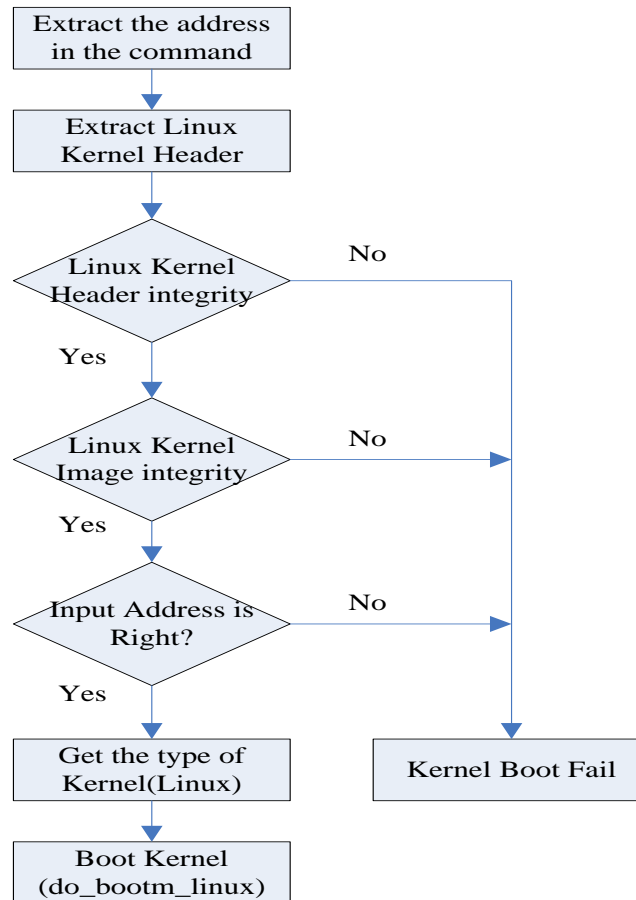 Extract the address
in the command
Extract Linux
Kernel Header
Linux Kernel
Header integrity
No
Yes
Linux Kernel
Image integrity
No
Yes
Input Address is
Right?
No
Yes
Get the type of
Kernel(Linux)
Kernel Boot Fail
Boot Kernel
(do_bootm_linux)